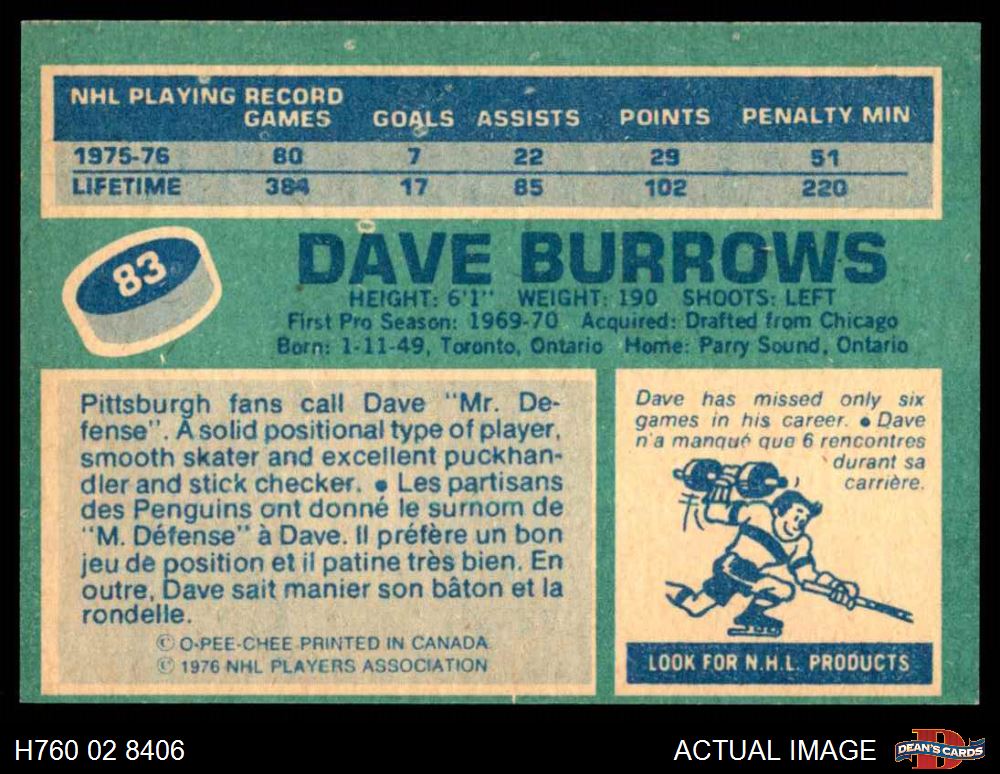 NHL PLAYING RECORD
GAMES GOALS ASSISTS POINTS PENALTY MIN
1975-76 80 7 22 29 51
LIFETIME 384 17 85 102 220
83
DAVE BURROWS
HEIGHT: 6'1" WEIGHT: 190 SHOOTS: LEFT
First Pro Season: 1969-70 Acquired: Drafted from Chicago
Born: 1-11-49, Toronto, Ontario Home: Parry Sound, Ontario
Pittsburgh fans call Dave "Mr. De-
fense". A solid positional type of player,
smooth skater and excellent puckhan-
dler and stick checker. ● Les partisans
des Penguins ont donné le surnom de
"M. Défense" à Dave. Il préfère un bon
jeu de position et il patine très bien. En
outre, Dave sait manier son bâton et la
rondelle.
© O-PEE-CHEE PRINTED IN CANADA
© 1976 NHL PLAYERS ASSOCIATION
Dave has missed only six
games in his career. ● Dave
n'a manqué que 6 rencontres
durant sa
carrière.
LOOK FOR N.H.L. PRODUCTS
H760 02 8406
ACTUAL IMAGE
D
DEAN'S CARDS